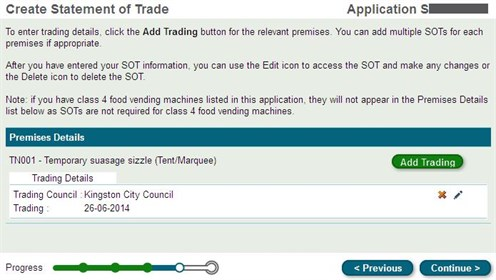 Create Statement of Trade
Application S
To enter trading details, click the Add Trading button for the relevant premises. You can add multiple SOTs for each
premises if appropriate.
After you have entered your SOT information, you can use the Edit icon to access the SOT and make any changes or
the Delete icon to delete the SOT.
Note: if you have class 4 food vending machines listed in this application, they will not appear in the Premises Details
list below as SOTs are not required for class 4 food vending machines.
Premises Details
TN001 - Temporary suasage sizzle (Tent/Marquee)
Add Trading
Trading Details
Trading Council : Kingston City Council
Trading : 26-06-2014
Progress
< Previous
Continue >